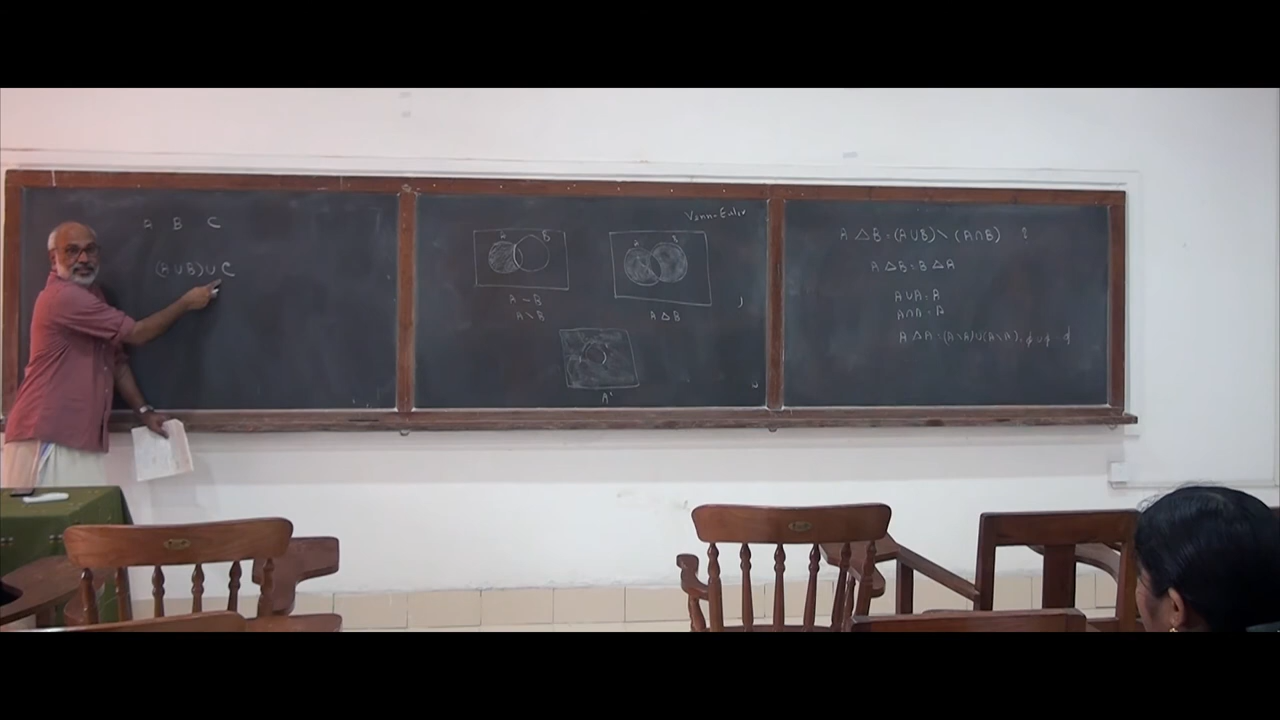 A B C
(A ∪ B) ∪ C
Venn-Euler
A B
A − B
A ∖ B
A B
A △ B
A'
A △ B = (A ∪ B) ∖ (A ∩ B) ?
A △ B = B △ A
A ∪ A = A
A ∩ A = A
A △ A = (A ∖ A) ∪ (A ∖ A) = ϕ ∪ ϕ = ϕ